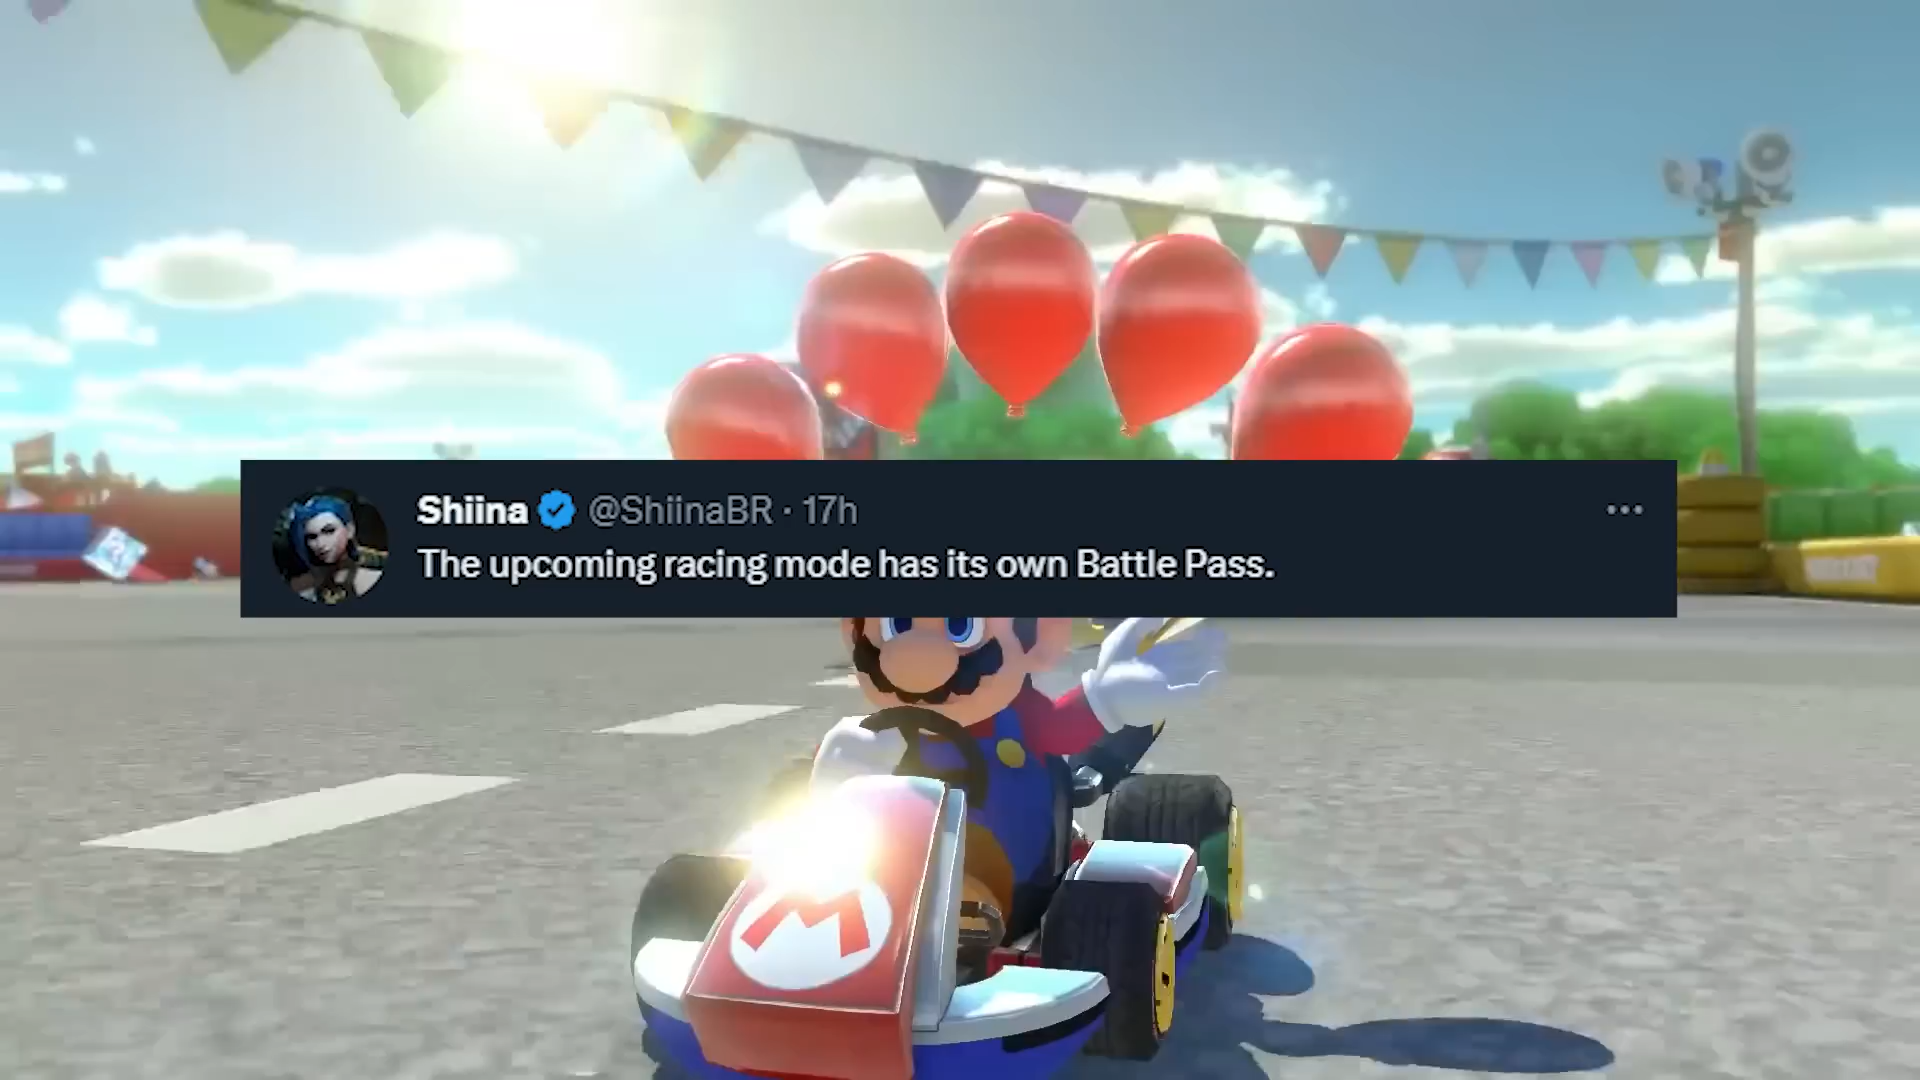 Shiina @ShiinaBR · 17h
The upcoming racing mode has its own Battle Pass.
M